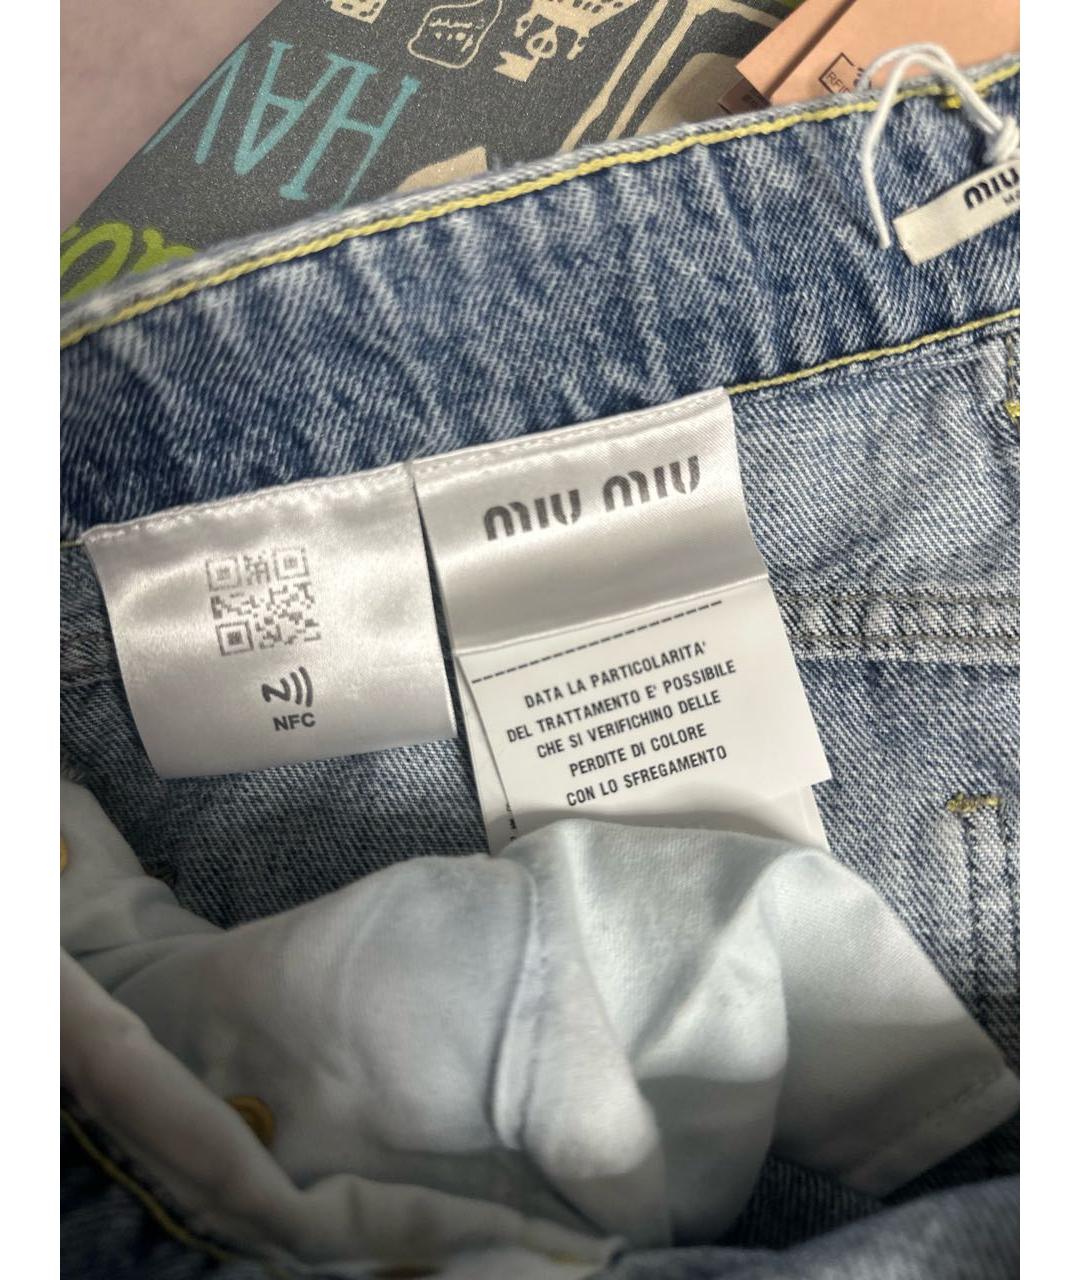 HAV
RFID
miu
miu miu
NFC
DATA LA PARTICOLARITA'
DEL TRATTAMENTO E' POSSIBILE
CHE SI VERIFICHINO DELLE
PERDITE DI COLORE
CON LO SFREGAMENTO